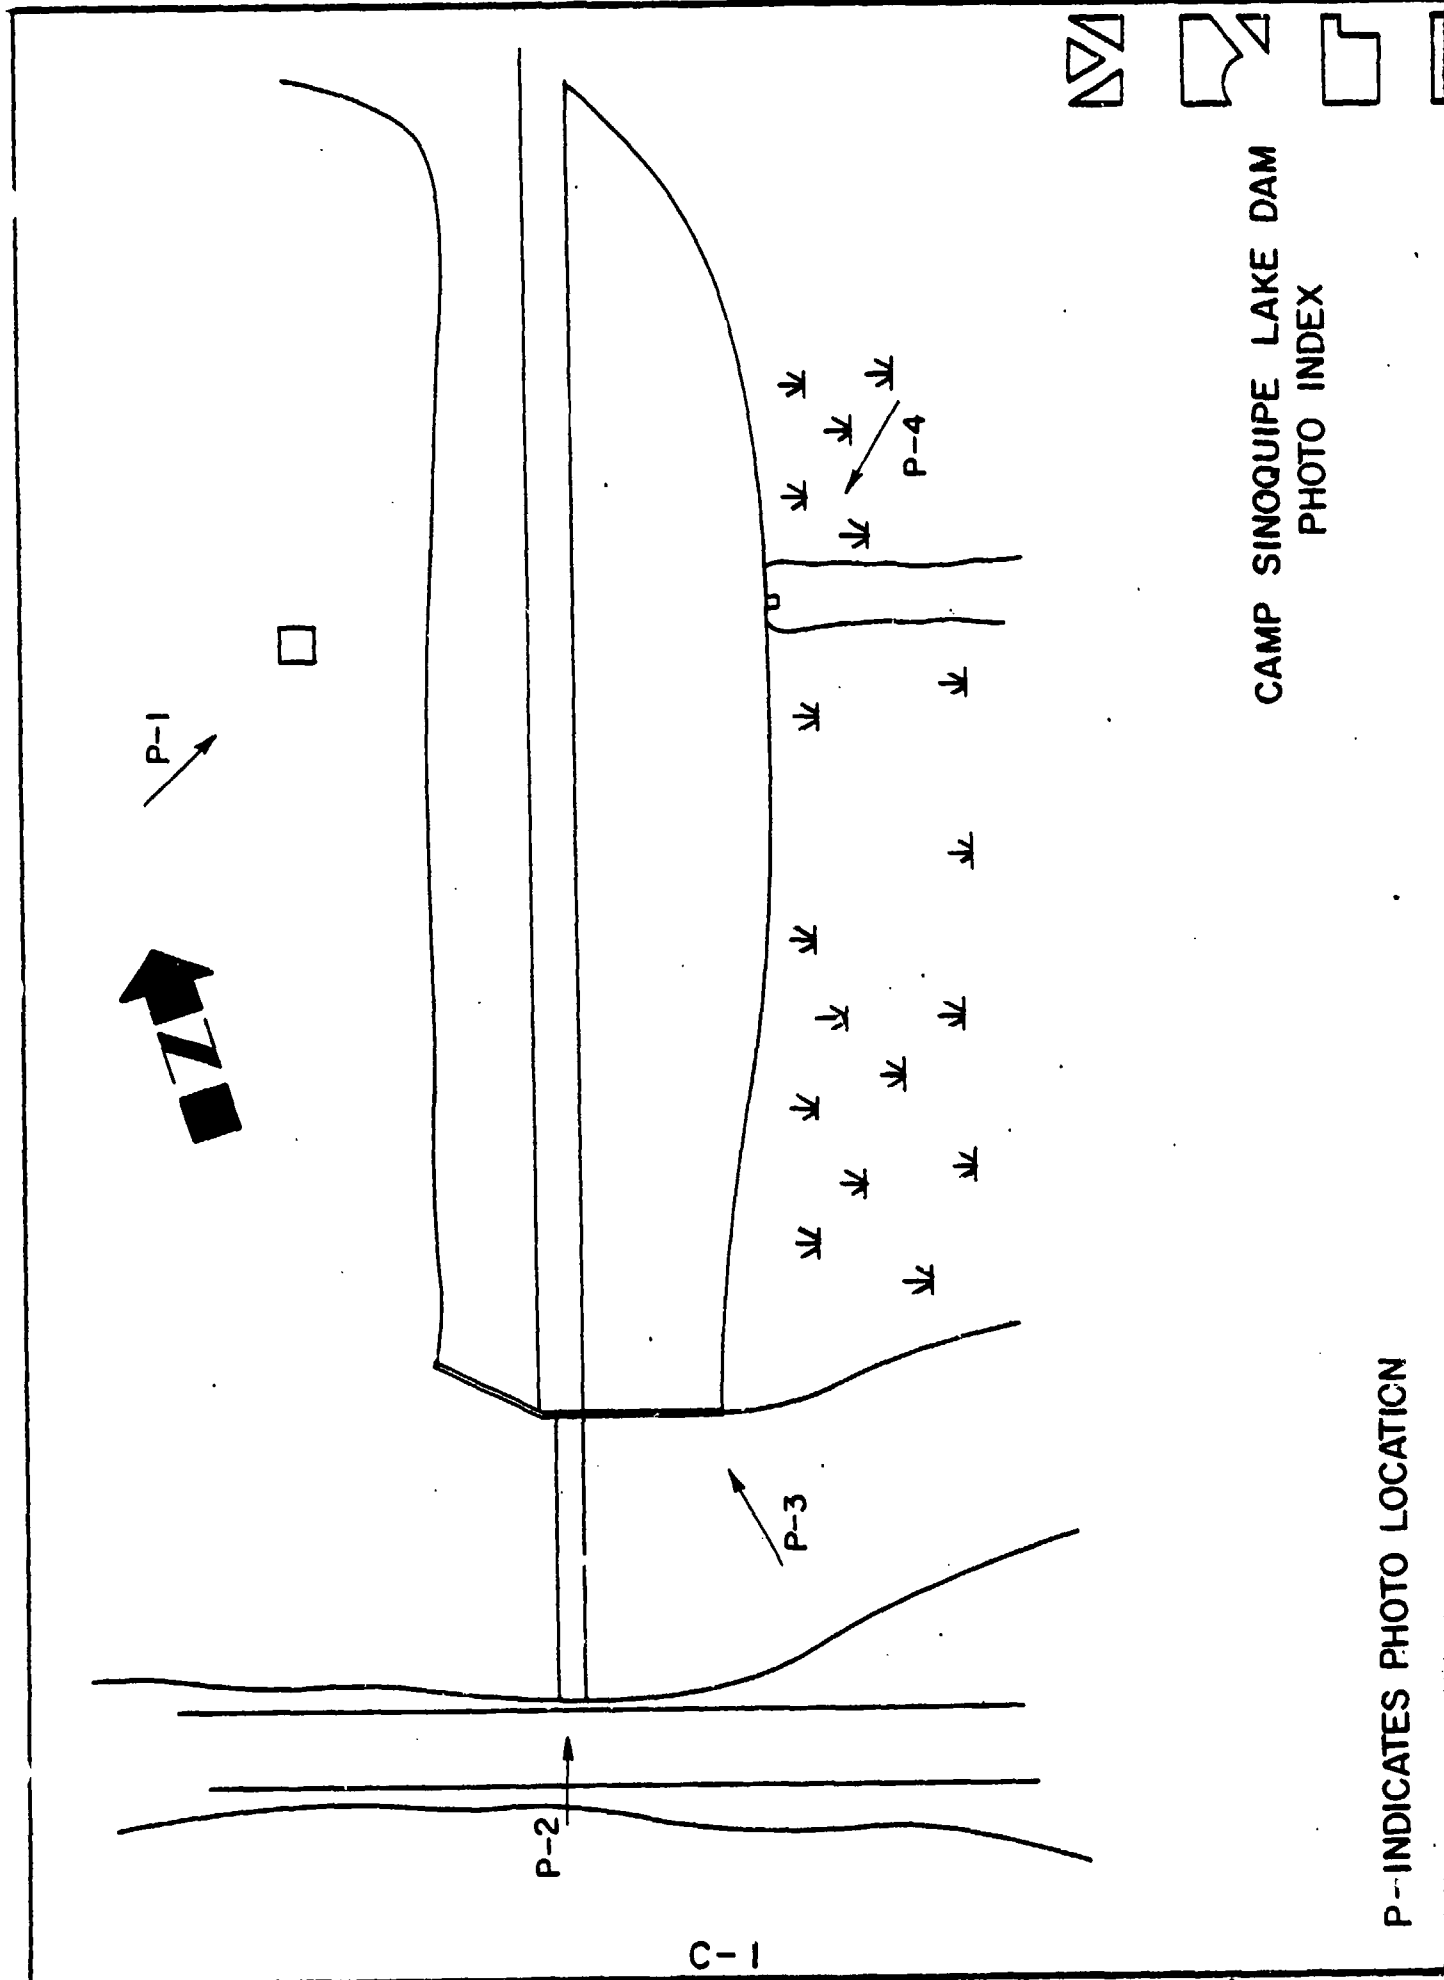 P-1
N
P-4
P-3
P-2
CAMP SINOQUIPE LAKE DAM
PHOTO INDEX
P-INDICATES PHOTO LOCATION
C-1